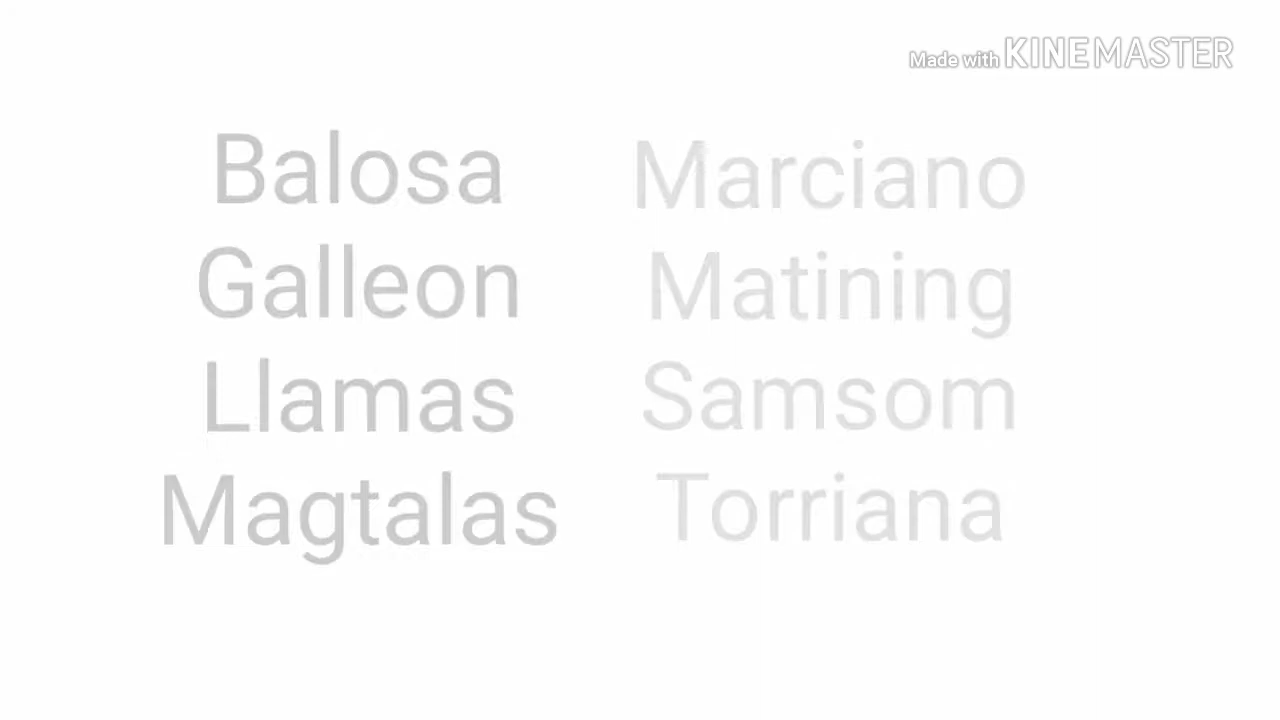 Made with KINEMASTER
Balosa
Galleon
Llamas
Magtalas
Marciano
Matining
Samsom
Torriana